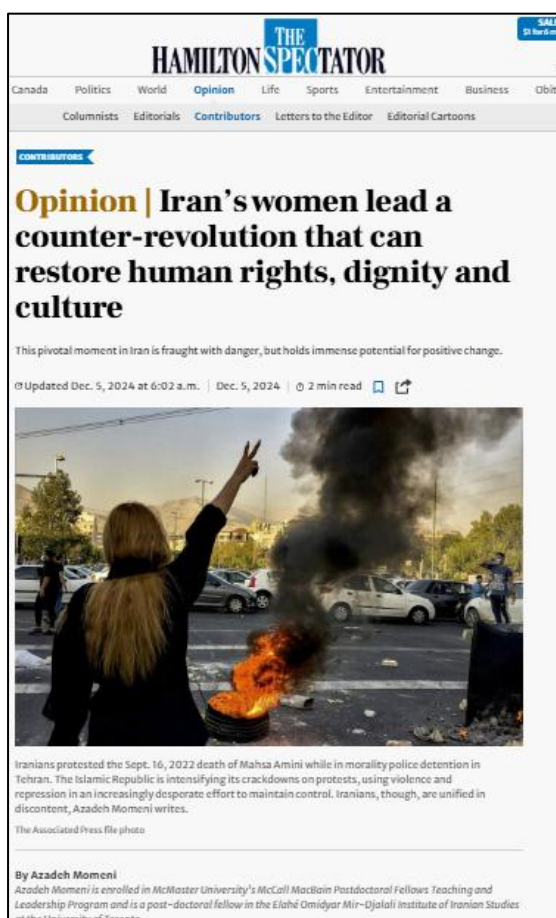 THE
HAMILTON SPECTATOR
SALE
Canada Politics World Opinion Life Sports Entertainment Business Obit
Columnists Editorials Contributors Letters to the Editor Editorial Cartoons
CONTRIBUTORS
Opinion | Iran's women lead a
counter-revolution that can
restore human rights, dignity and
culture
This pivotal moment in Iran is fraught with danger, but holds immense potential for positive change.
Updated Dec. 5, 2024 at 6:02 a.m. | Dec. 5, 2024 | 2 min read
Iranians protested the Sept. 16, 2022 death of Mahsa Amini while in morality police detention in
Tehran. The Islamic Republic is intensifying its crackdowns on protests, using violence and
repression in an increasingly desperate effort to maintain control. Iranians, though, are unified in
discontent, Azadeh Momeni writes.
The Associated Press file photo
By Azadeh Momeni
Azadeh Momeni is enrolled in McMaster University's McCall MacBain Postdoctoral Fellows Teaching and
Leadership Program and is a post-doctoral fellow in the Elahé Omidyar Mir-Djalali Institute of Iranian Studies
at the University of Toronto